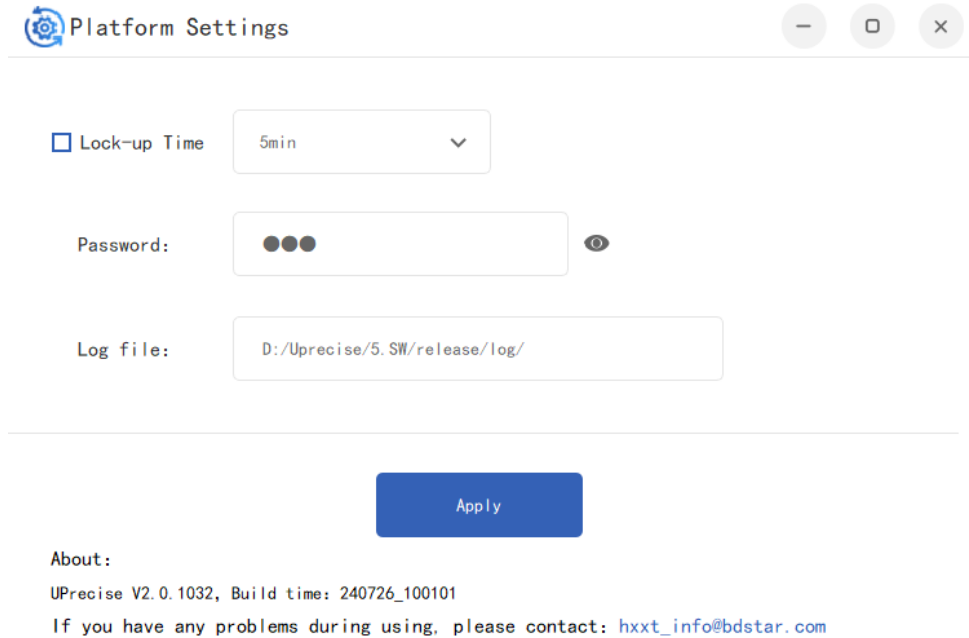 Platform Settings
Lock-up Time
5min
Password:
●●●
Log file:
D:/Uprecise/5.SW/release/log/
Apply
About:
UPrecise V2.0.1032, Build time: 240726_100101
If you have any problems during using, please contact: hxxt_info@bdstar.com